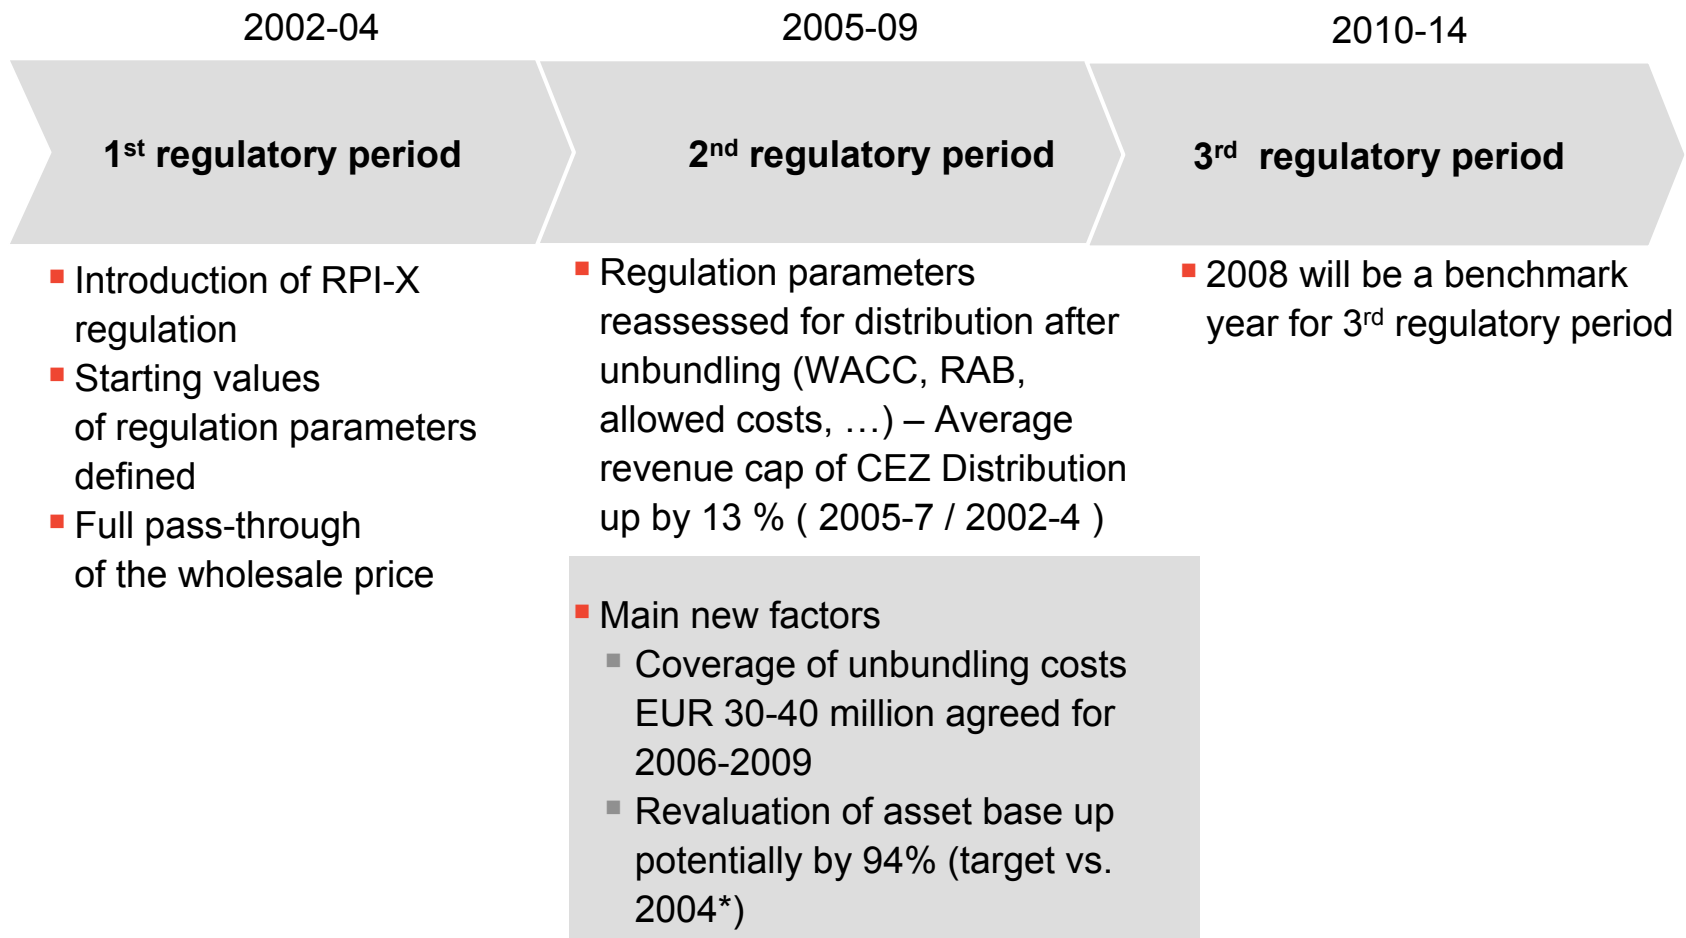 2002-04
2005-09
2010-14
1st regulatory period
2nd regulatory period
3rd regulatory period
Introduction of RPI-X
regulation
Starting values
of regulation parameters
defined
Full pass-through
of the wholesale price
Regulation parameters
reassessed for distribution after
unbundling (WACC, RAB,
allowed costs, …) – Average
revenue cap of CEZ Distribution
up by 13 % ( 2005-7 / 2002-4 )
Main new factors
Coverage of unbundling costs
EUR 30-40 million agreed for
2006-2009
Revaluation of asset base up
potentially by 94% (target vs.
2004*)
2008 will be a benchmark
year for 3rd regulatory period